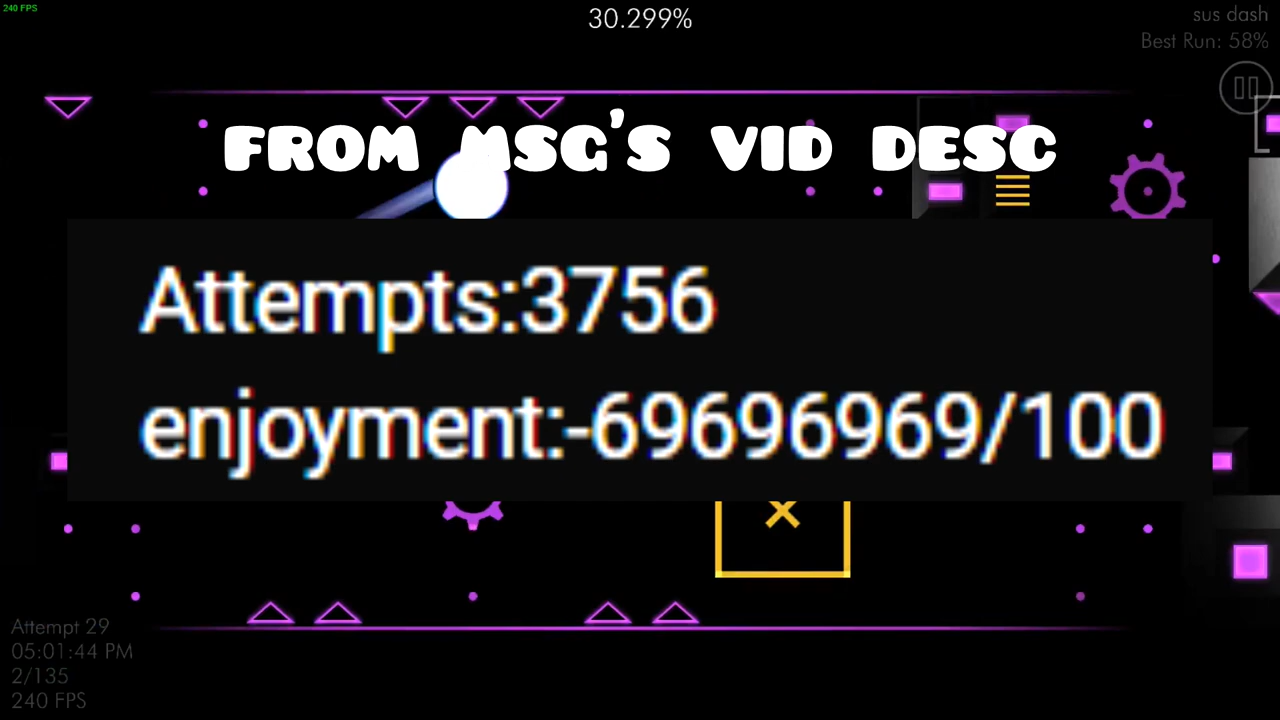 240 FPS
30.299%
sus dash
Best Run: 58%
FROM MSG'S VID DESC
Attempts:3756
enjoyment:-69696969/100
Attempt 29
05:01:44 PM
2/135
240 FPS